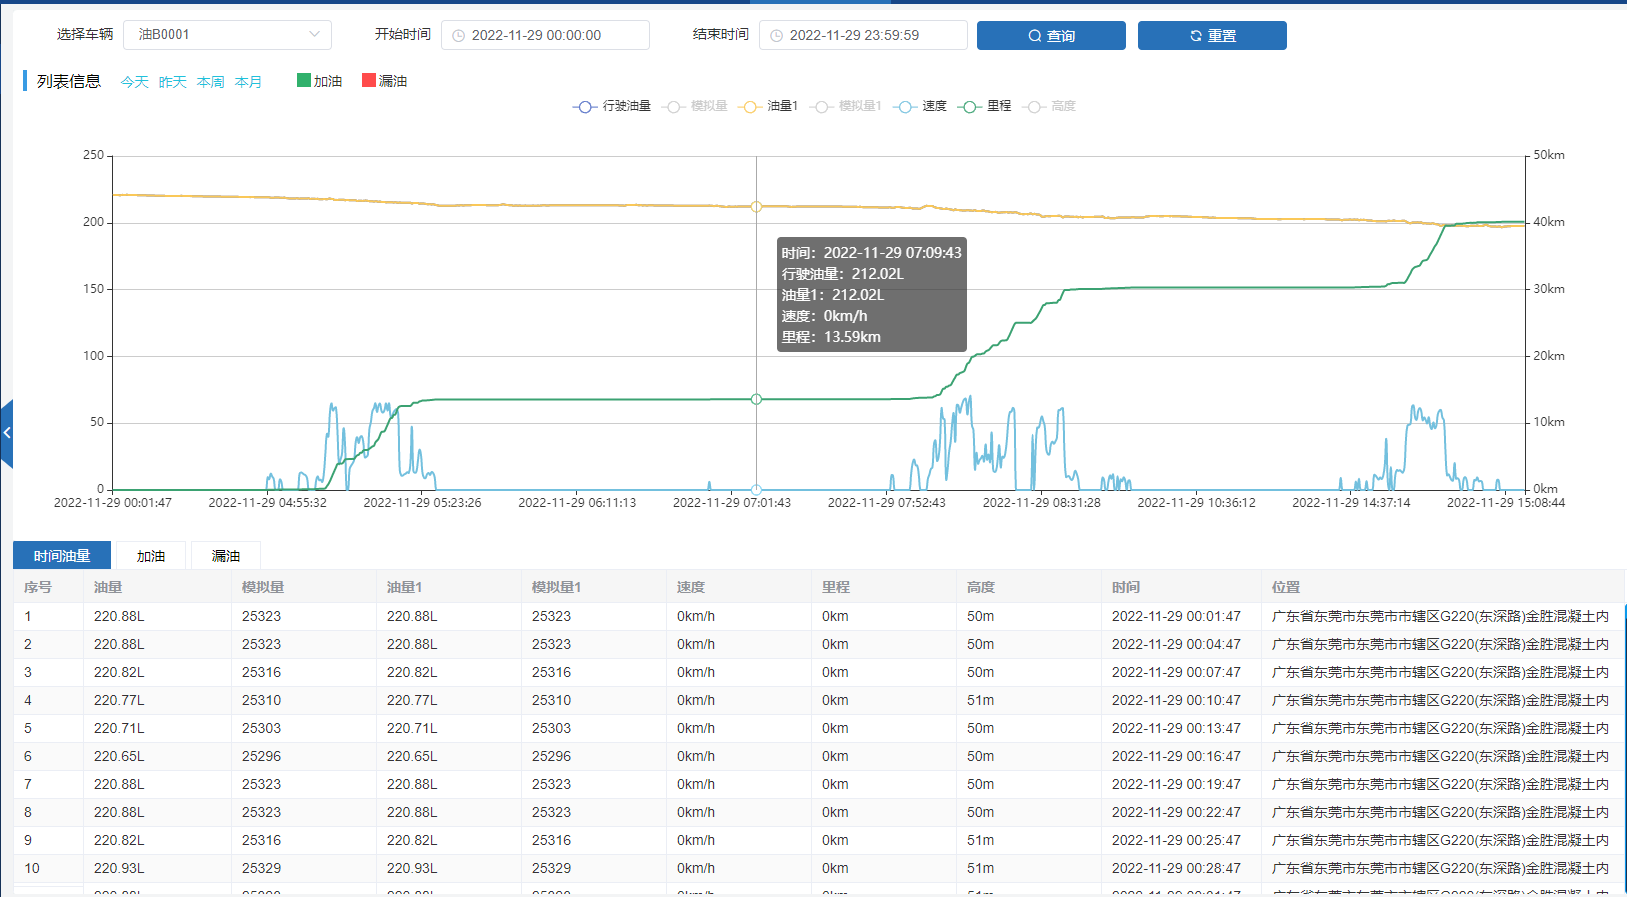 选择车辆 油B0001 开始时间 2022-11-29 00:00:00 结束时间 2022-11-29 23:59:59 查询 重置
列表信息 今天 昨天 本周 本月 加油 漏油
行驶油量 模拟量 油量1 模拟量1 速度 里程 高度
250 50km
200 40km
时间：2022-11-29 07:09:43
行驶油量：212.02L
150 油量1：212.02L 30km
速度：0km/h
里程：13.59km
100 20km
50 10km
0 0km
2022-11-29 00:01:47 2022-11-29 04:55:32 2022-11-29 05:23:26 2022-11-29 06:11:13 2022-11-29 07:01:43 2022-11-29 07:52:43 2022-11-29 08:31:28 2022-11-29 10:36:12 2022-11-29 14:37:14 2022-11-29 15:08:44
时间油量 加油 漏油
序号 油量 模拟量 油量1 模拟量1 速度 里程 高度 时间 位置
1 220.88L 25323 220.88L 25323 0km/h 0km 50m 2022-11-29 00:01:47 广东省东莞市东莞市市辖区G220(东深路)金胜混凝土内
2 220.88L 25323 220.88L 25323 0km/h 0km 50m 2022-11-29 00:04:47 广东省东莞市东莞市市辖区G220(东深路)金胜混凝土内
3 220.82L 25316 220.82L 25316 0km/h 0km 50m 2022-11-29 00:07:47 广东省东莞市东莞市市辖区G220(东深路)金胜混凝土内
4 220.77L 25310 220.77L 25310 0km/h 0km 51m 2022-11-29 00:10:47 广东省东莞市东莞市市辖区G220(东深路)金胜混凝土内
5 220.71L 25303 220.71L 25303 0km/h 0km 50m 2022-11-29 00:13:47 广东省东莞市东莞市市辖区G220(东深路)金胜混凝土内
6 220.65L 25296 220.65L 25296 0km/h 0km 50m 2022-11-29 00:16:47 广东省东莞市东莞市市辖区G220(东深路)金胜混凝土内
7 220.88L 25323 220.88L 25323 0km/h 0km 50m 2022-11-29 00:19:47 广东省东莞市东莞市市辖区G220(东深路)金胜混凝土内
8 220.88L 25323 220.88L 25323 0km/h 0km 50m 2022-11-29 00:22:47 广东省东莞市东莞市市辖区G220(东深路)金胜混凝土内
9 220.82L 25316 220.82L 25316 0km/h 0km 51m 2022-11-29 00:25:47 广东省东莞市东莞市市辖区G220(东深路)金胜混凝土内
10 220.93L 25329 220.93L 25329 0km/h 0km 51m 2022-11-29 00:28:47 广东省东莞市东莞市市辖区G220(东深路)金胜混凝土内